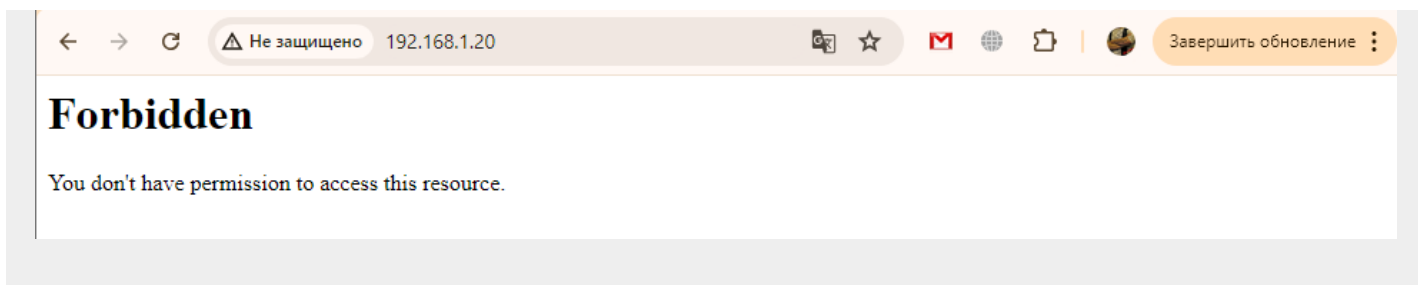 Не защищено 192.168.1.20 Завершить обновление
Forbidden
You don't have permission to access this resource.